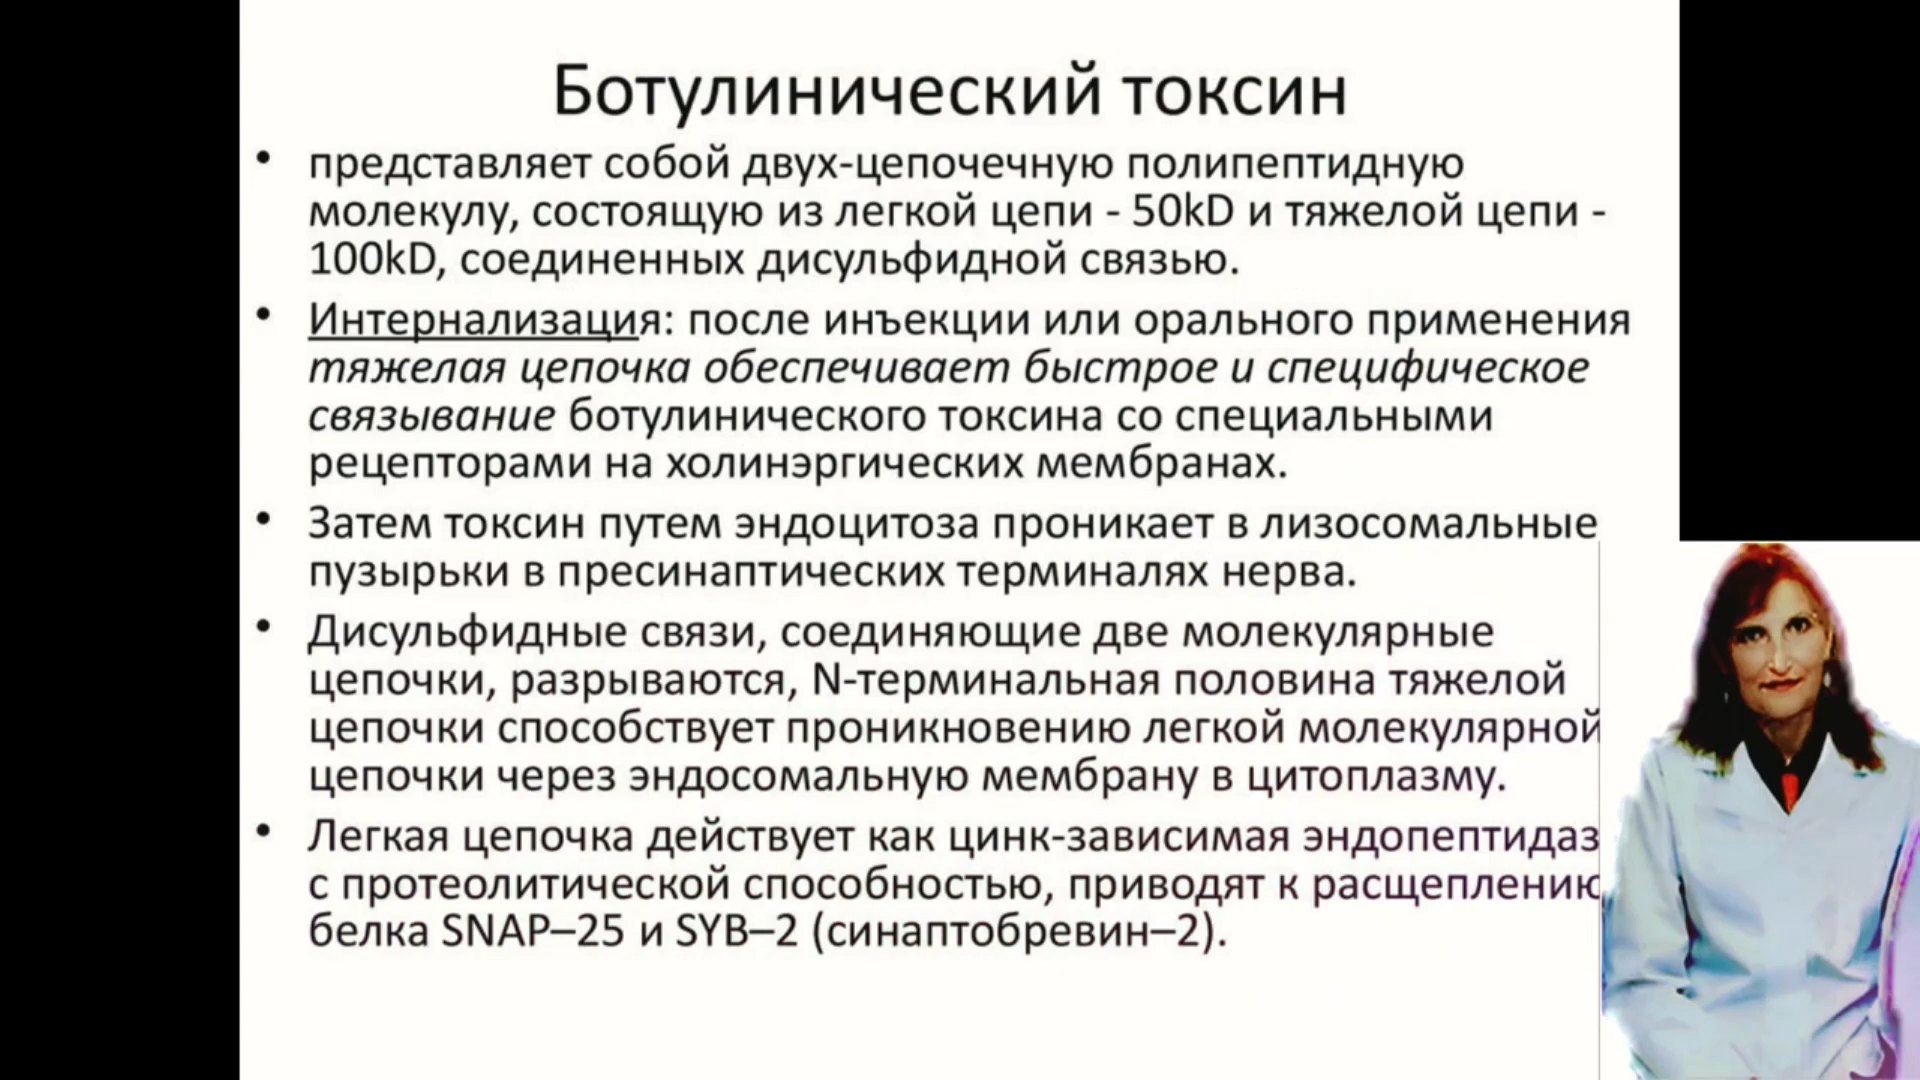 Ботулинический токсин
• представляет собой двух-цепочечную полипептидную
молекулу, состоящую из легкой цепи - 50kD и тяжелой цепи -
100kD, соединенных дисульфидной связью.
• Интернализация: после инъекции или орального применения
тяжелая цепочка обеспечивает быстрое и специфическое
связывание ботулинического токсина со специальными
рецепторами на холинэргических мембранах.
• Затем токсин путем эндоцитоза проникает в лизосомальные
пузырьки в пресинаптических терминалях нерва.
• Дисульфидные связи, соединяющие две молекулярные
цепочки, разрываются, N-терминальная половина тяжелой
цепочки способствует проникновению легкой молекулярной
цепочки через эндосомальную мембрану в цитоплазму.
• Легкая цепочка действует как цинк-зависимая эндопептидаз
с протеолитической способностью, приводят к расщеплению
белка SNAP–25 и SYB–2 (синаптобревин–2).